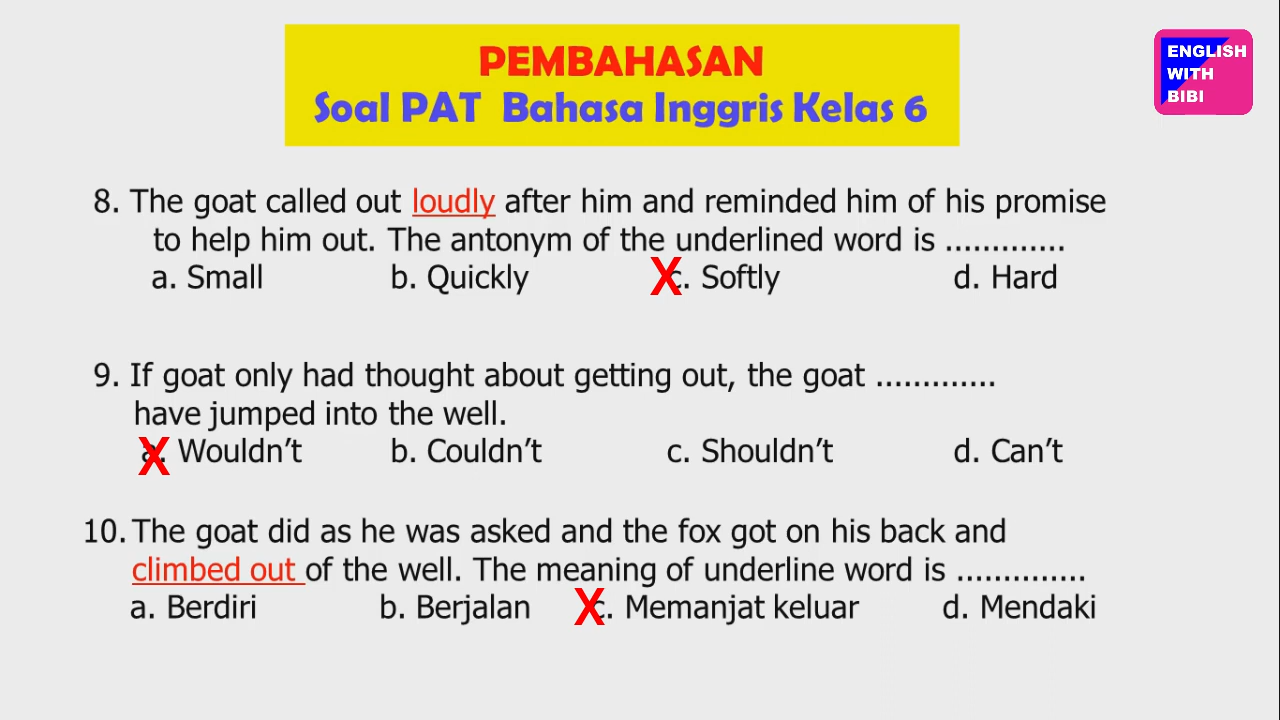 PEMBAHASAN
Soal PAT Bahasa Inggris Kelas 6
ENGLISH
WITH
BIBI
8. The goat called out loudly after him and reminded him of his promise
to help him out. The antonym of the underlined word is .............
a. Small b. Quickly X c. Softly d. Hard
9. If goat only had thought about getting out, the goat .............
have jumped into the well.
X a. Wouldn’t b. Couldn’t c. Shouldn’t d. Can’t
10. The goat did as he was asked and the fox got on his back and
climbed out of the well. The meaning of underline word is ..............
a. Berdiri b. Berjalan X c. Memanjat keluar d. Mendaki